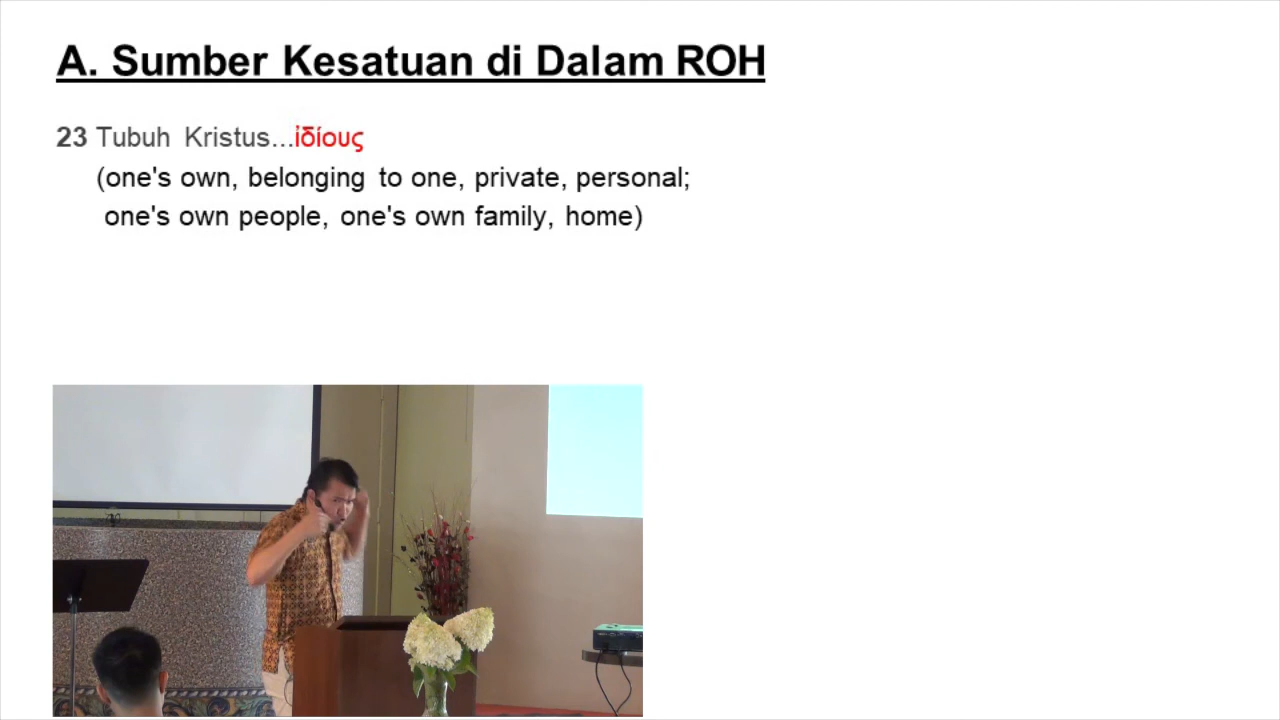 A. Sumber Kesatuan di Dalam ROH
23 Tubuh Kristus...ἰδίους
(one's own, belonging to one, private, personal;
one's own people, one's own family, home)